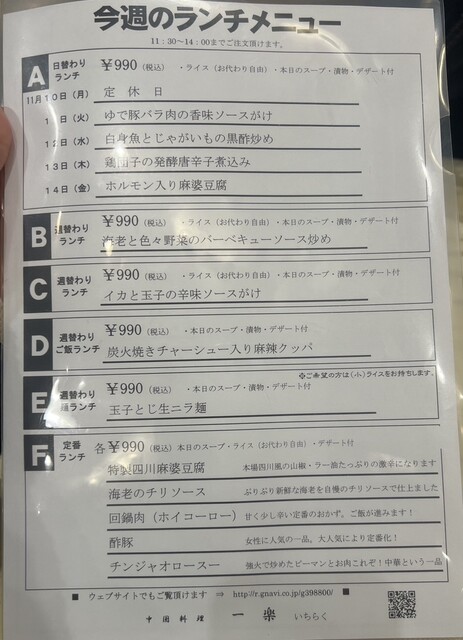 今週のランチメニュー
11:30～14:00までご注文頂けます。
A 日替わりランチ ￥990（税込） ・ライス（お代わり自由）・本日のスープ・漬物・デザート付
11月10日（月） 定休日
11日（火） ゆで豚バラ肉の香味ソースがけ
12日（水） 白身魚とじゃがいもの黒酢炒め
13日（木） 鶏団子の発酵唐辛子煮込み
14日（金） ホルモン入り麻婆豆腐
B 週替わりランチ ￥990（税込） ・ライス（お代わり自由）・本日のスープ・漬物・デザート付
海老と色々野菜のバーベキューソース炒め
C 週替わりランチ ￥990（税込） ・ライス（お代わり自由）・本日のスープ・漬物・デザート付
イカと玉子の辛味ソースがけ
D 週替わりご飯ランチ ￥990（税込） ・本日のスープ・漬物・デザート付
炭火焼きチャーシュー入り麻辣クッパ
※ご希望の方は（小）ライスをお持ちします。
E 週替わり麺ランチ ￥990（税込） ・本日のスープ・漬物・デザート付
玉子とじ生ニラ麺
F 定番ランチ 各￥990（税込）本日のスープ・ライス（お代わり自由）・デザート付
特製四川麻婆豆腐 本場四川風の山椒・ラー油たっぷりの激辛になります
海老のチリソース ぷりぷり新鮮な海老を自慢のチリソースで仕上ました
回鍋肉（ホイコーロー） 甘く少し辛い定番のおかず。ご飯が進みます！
酢豚 女性に人気の一品。大人気により定番化！
チンジャオロースー 強火で炒めたピーマンとお肉これぞ！中華という一品
■ ウェブサイトでもご覧頂けます ⇒ http://r.gnavi.co.jp/g398800/ ■
中国料理 一楽 いちらく